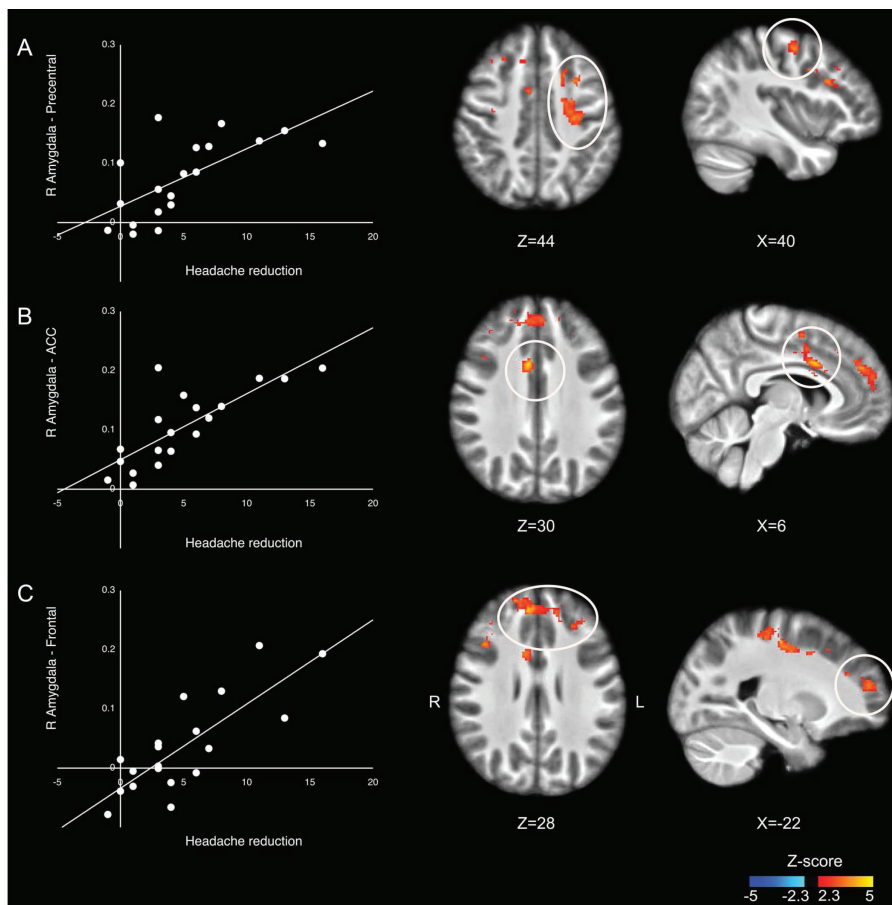 A
R Amygdala - Precentral
0.3
0.2
0.1
0
-5
0
5
10
15
20
Headache reduction
Z=44
X=40
B
R Amygdala - ACC
0.3
0.2
0.1
0
-5
0
5
10
15
20
Headache reduction
Z=30
X=6
C
R Amygdala - Frontal
0.3
0.2
0.1
0
-5
0
5
10
15
20
Headache reduction
R
L
Z=28
X=-22
Z-score
-5 -2.3 2.3 5